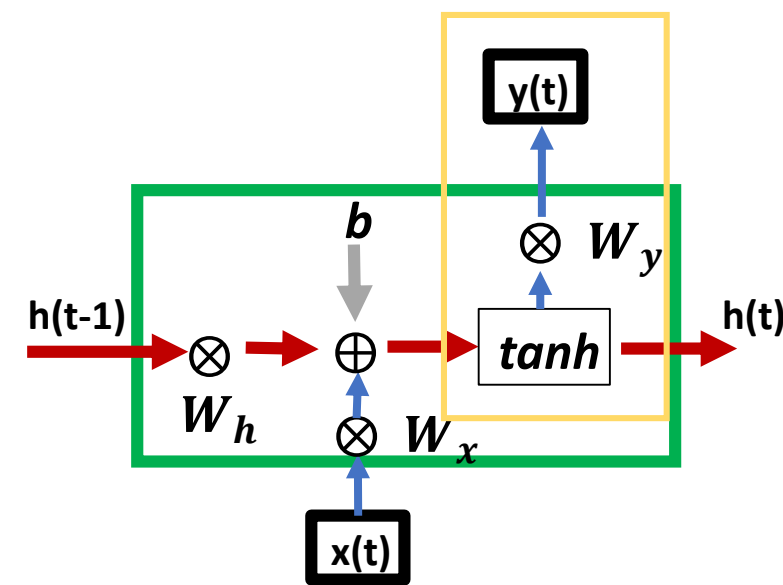 y(t)
b
W_y
h(t-1)
h(t)
tanh
W_h
W_x
x(t)